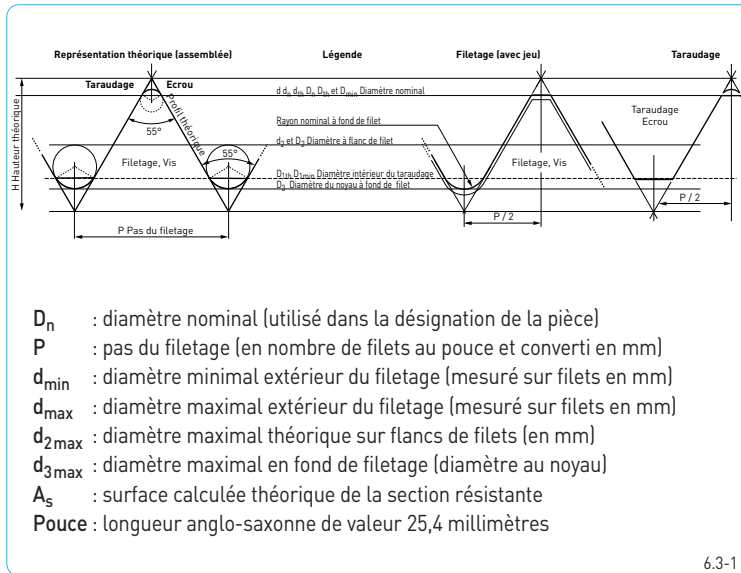 Représentation théorique (assemblée)
Légende
Filetage (avec jeu)
Taraudage
Taraudage Ecrou
d dn dth Dn Dth et Dmin Diamètre nominal
Profil théorique
H Hauteur théorique
55°
Rayon nominal à fond de filet
Taraudage
Ecrou
d2 et D2 Diamètre à flanc de filet
55°
Filetage, Vis
Filetage, Vis
D1th D1min Diamètre intérieur du taraudage
D3 Diamètre du noyau à fond de filet
P / 2
P / 2
P Pas du filetage
Dn : diamètre nominal (utilisé dans la désignation de la pièce)
P : pas du filetage (en nombre de filets au pouce et converti en mm)
dmin : diamètre minimal extérieur du filetage (mesuré sur filets en mm)
dmax : diamètre maximal extérieur du filetage (mesuré sur filets en mm)
d2 max : diamètre maximal théorique sur flancs de filets (en mm)
d3 max : diamètre maximal en fond de filetage (diamètre au noyau)
As : surface calculée théorique de la section résistante
Pouce : longueur anglo-saxonne de valeur 25,4 millimètres
6.3-1